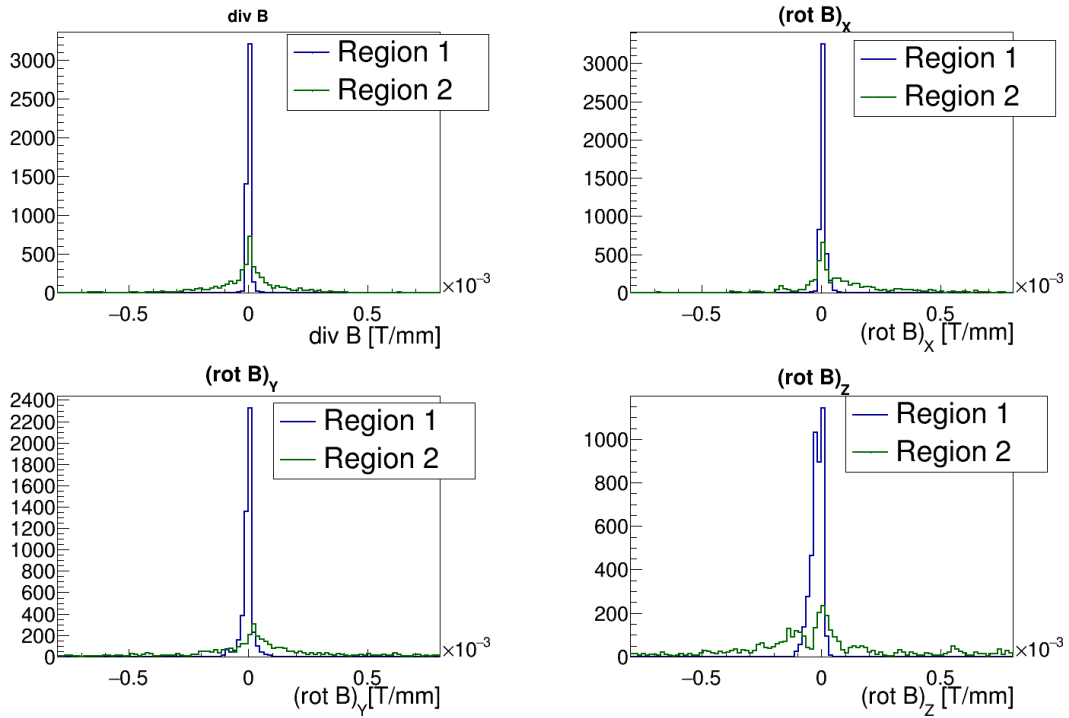 div B
Region 1
Region 2
3000
2500
2000
1500
1000
500
0
−0.5 0 0.5
×10−3
div B [T/mm]
(rot B)X
Region 1
Region 2
3000
2500
2000
1500
1000
500
0
−0.5 0 0.5
×10−3
(rot B)X [T/mm]
(rot B)Y
Region 1
Region 2
2400
2200
2000
1800
1600
1400
1200
1000
800
600
400
200
0
−0.5 0 0.5
×10−3
(rot B)Y[T/mm]
(rot B)Z
Region 1
Region 2
1000
800
600
400
200
0
−0.5 0 0.5
×10−3
(rot B)Z [T/mm]